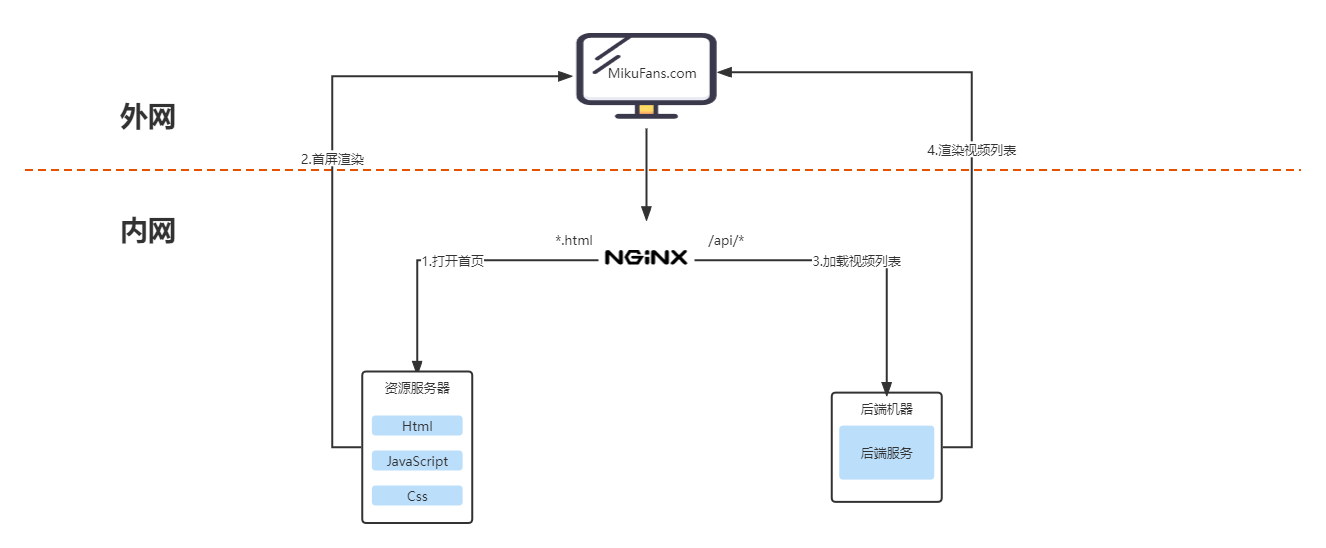 MikuFans.com
外网
2.首屏渲染
4.渲染视频列表
内网
*.html
/api/*
NGiNX
1.打开首页
3.加载视频列表
资源服务器
Html
JavaScript
Css
后端机器
后端服务